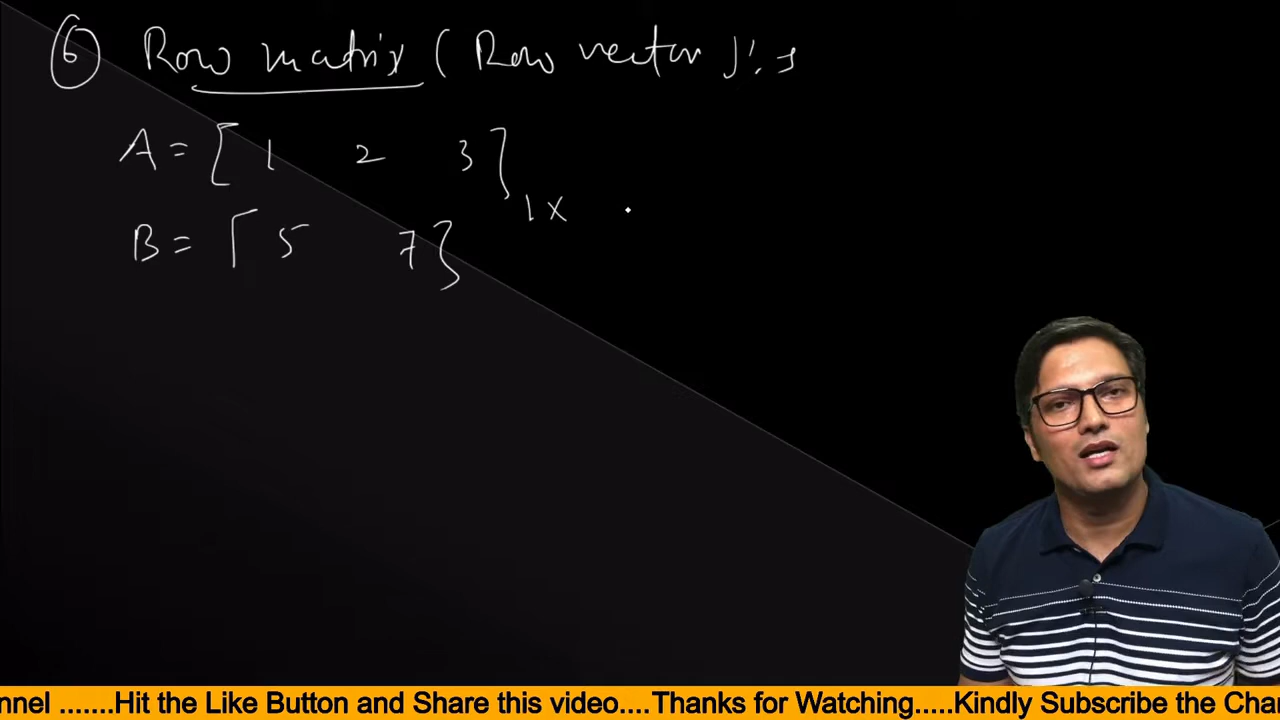 6 Row matrix (Row vector) :-
A = [ 1 2 3 ] 1 x
B = [ 5 7 ]
nnel .......Hit the Like Button and Share this video....Thanks for Watching.....Kindly Subscribe the Cha